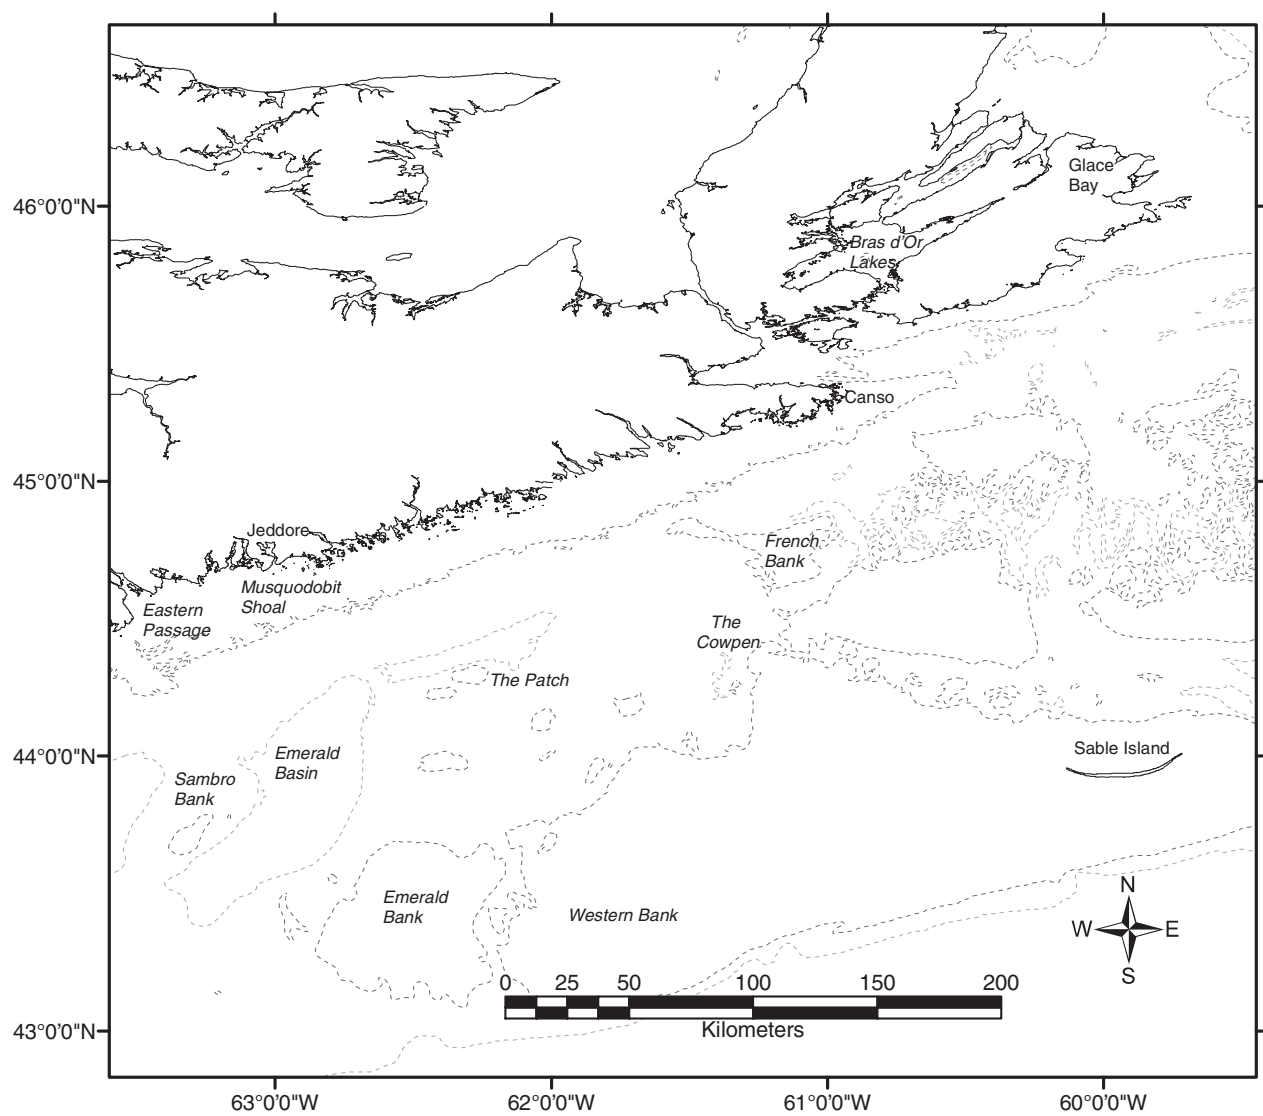 Glace
Bay
46°0'0"N
Bras d'Or
Lakes
Canso
45°0'0"N
Jeddore
French
Bank
Musquodobit
Shoal
Eastern
Passage
The
Cowpen
The Patch
44°0'0"N
Emerald
Basin
Sable Island
Sambro
Bank
Emerald
Bank
Western Bank
N
W E
S
0 25 50 100 150 200
Kilometers
43°0'0"N
63°0'0"W 62°0'0"W 61°0'0"W 60°0'0"W